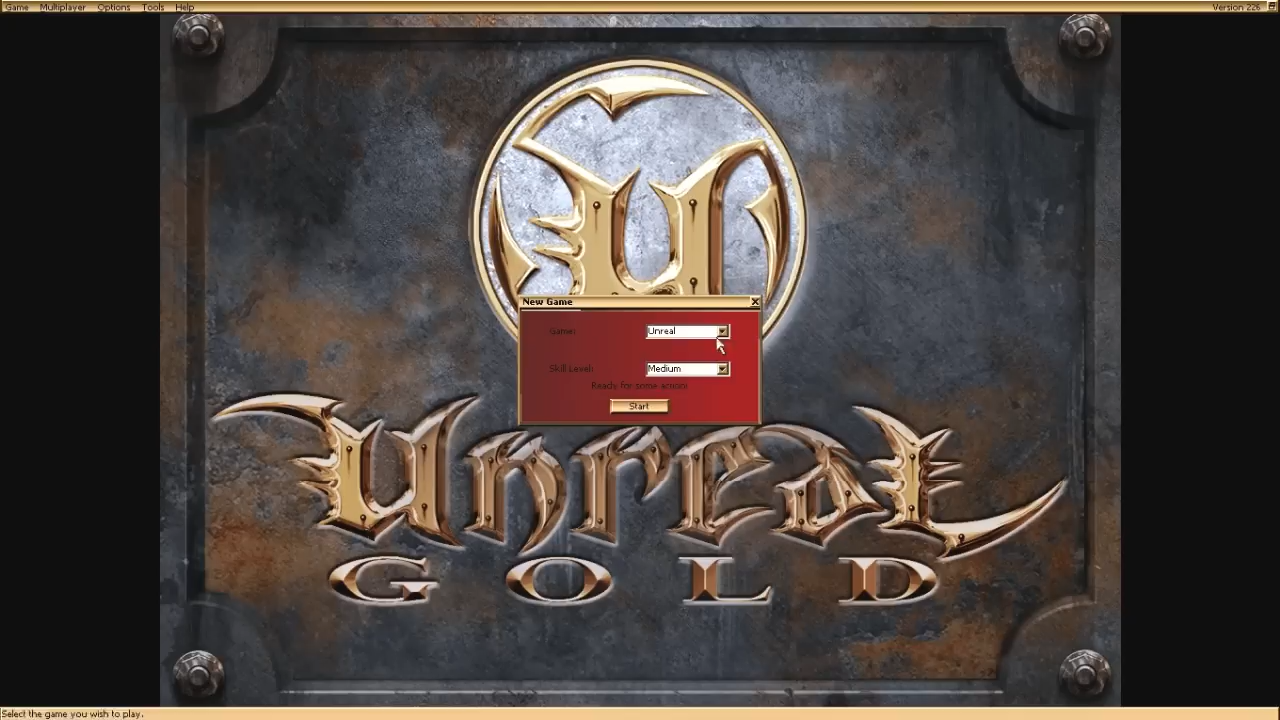 Game Multiplayer Options Tools Help Version 226
New Game
Game: Unreal
Skill Level: Medium
Ready for some action!
Start
Unreal
GOLD
Select the game you wish to play.